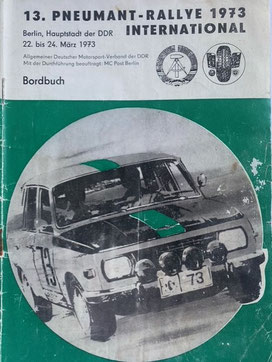 13. PNEUMANT-RALLYE 1973
INTERNATIONAL
Berlin, Hauptstadt der DDR
22. bis 24. März 1973
Allgemeiner Deutscher Motorsport-Verband der DDR
Mit der Durchführung beauftragt: MC Post Berlin
Bordbuch
73
73